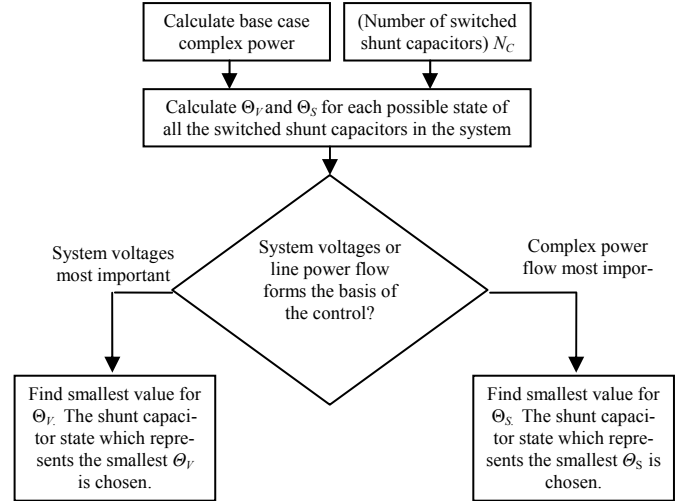 Calculate base case
complex power
(Number of switched
shunt capacitors) N_C
Calculate Θ_V and Θ_S for each possible state of
all the switched shunt capacitors in the system
System voltages
most important
System voltages or
line power flow
forms the basis of
the control?
Complex power
flow most impor-
Find smallest value for
Θ_V. The shunt capaci-
tor state which repre-
sents the smallest Θ_V
is chosen.
Find smallest value for
Θ_S. The shunt capaci-
tor state which repre-
sents the smallest Θ_S
is chosen.